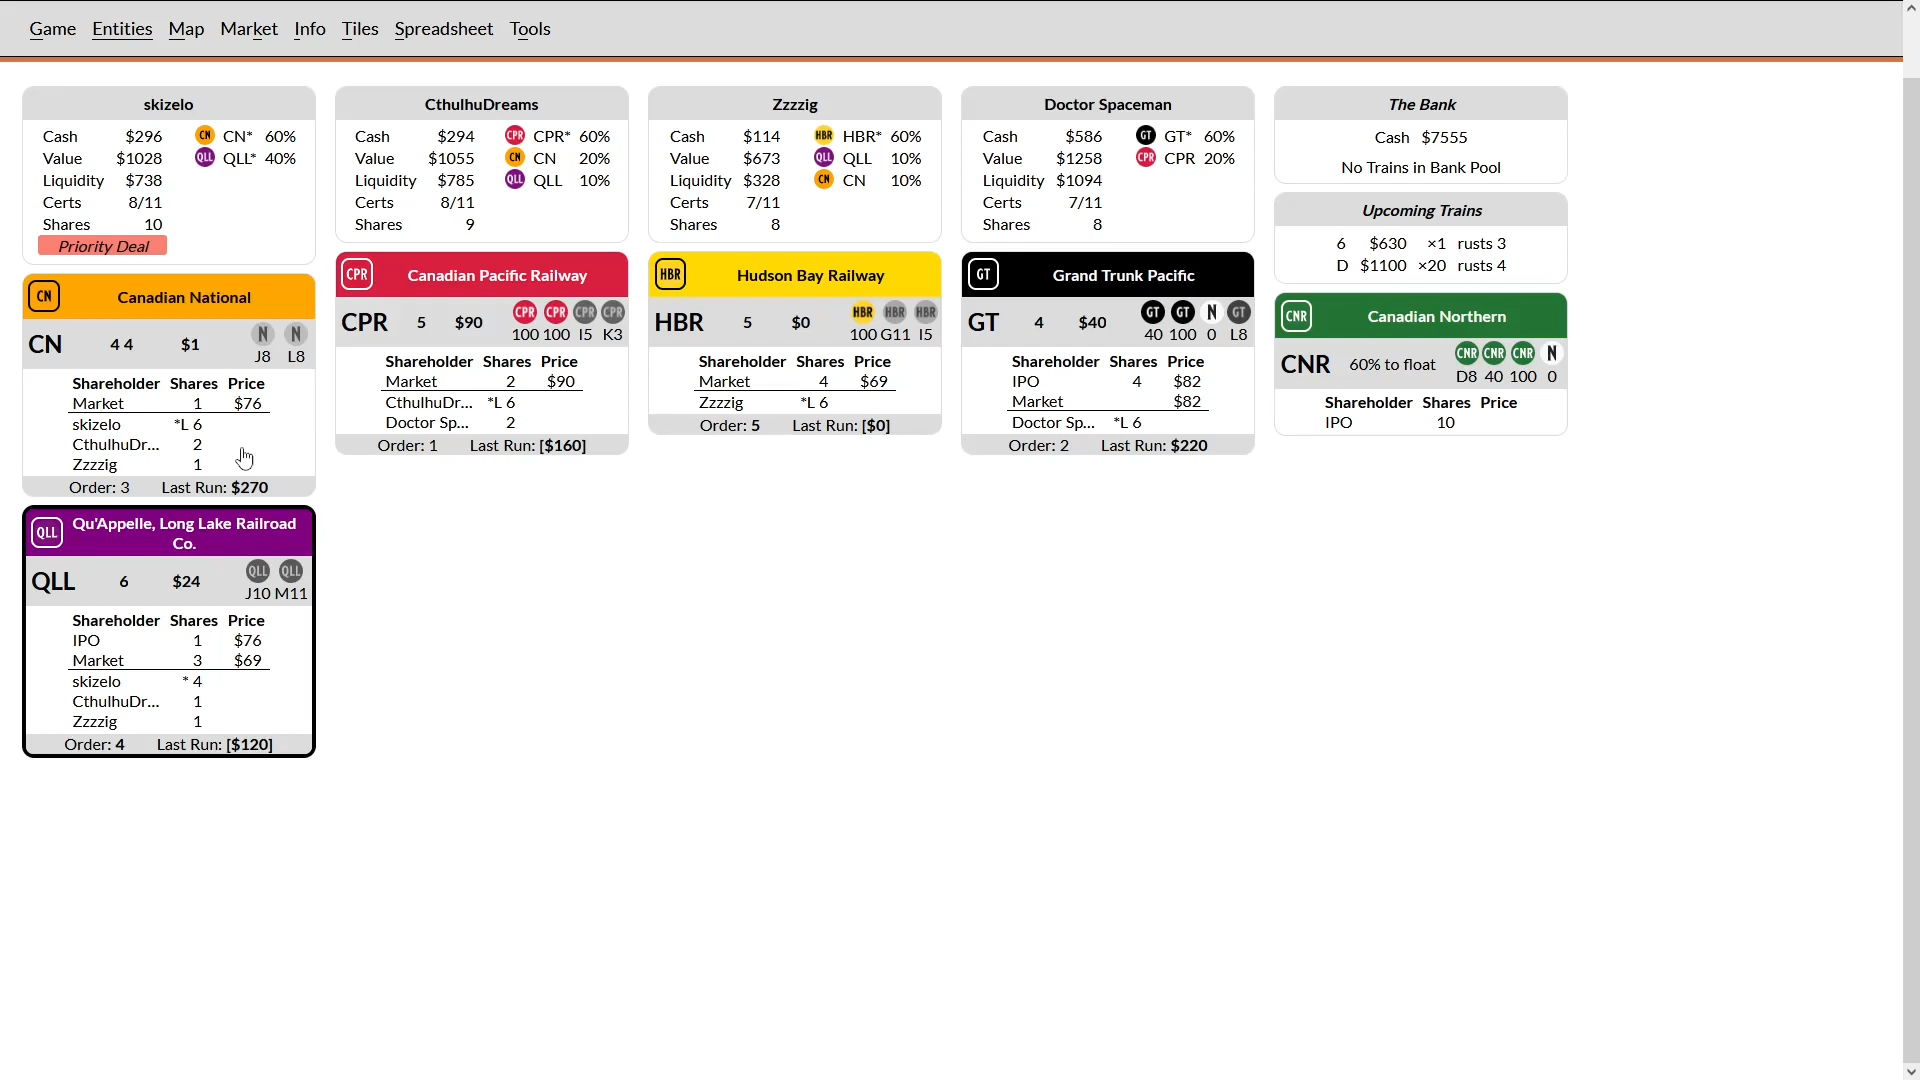 Game Entities Map Market Info Tiles Spreadsheet Tools
skizelo
Cash $296 CN CN* 60%
Value $1028 QLL QLL* 40%
Liquidity $738
Certs 8/11
Shares 10
Priority Deal
CN Canadian National
CN 4 4 $1 N N
J8 L8
Shareholder Shares Price
Market 1 $76
skizelo *L 6
CthulhuDr... 2
Zzzzig 1
Order: 3 Last Run: $270
QLL Qu'Appelle, Long Lake Railroad
Co.
QLL 6 $24 QLL QLL
J10 M11
Shareholder Shares Price
IPO 1 $76
Market 3 $69
skizelo * 4
CthulhuDr... 1
Zzzzig 1
Order: 4 Last Run: [$120]
CthulhuDreams
Cash $294 CPR CPR* 60%
Value $1055 CN CN 20%
Liquidity $785 QLL QLL 10%
Certs 8/11
Shares 9
CPR Canadian Pacific Railway
CPR 5 $90 CPR CPR CPR CPR
100 100 I5 K3
Shareholder Shares Price
Market 2 $90
CthulhuDr... *L 6
Doctor Sp... 2
Order: 1 Last Run: [$160]
Zzzzig
Cash $114 HBR HBR* 60%
Value $673 QLL QLL 10%
Liquidity $328 CN CN 10%
Certs 7/11
Shares 8
HBR Hudson Bay Railway
HBR 5 $0 HBR HBR HBR
100 G11 I5
Shareholder Shares Price
Market 4 $69
Zzzzig *L 6
Order: 5 Last Run: [$0]
Doctor Spaceman
Cash $586 GT GT* 60%
Value $1258 CPR CPR 20%
Liquidity $1094
Certs 7/11
Shares 8
GT Grand Trunk Pacific
GT 4 $40 GT GT N GT
40 100 0 L8
Shareholder Shares Price
IPO 4 $82
Market $82
Doctor Sp... *L 6
Order: 2 Last Run: $220
The Bank
Cash $7555
No Trains in Bank Pool
Upcoming Trains
6 $630 ×1 rusts 3
D $1100 ×20 rusts 4
CNR Canadian Northern
CNR 60% to float CNR CNR CNR N
D8 40 100 0
Shareholder Shares Price
IPO 10